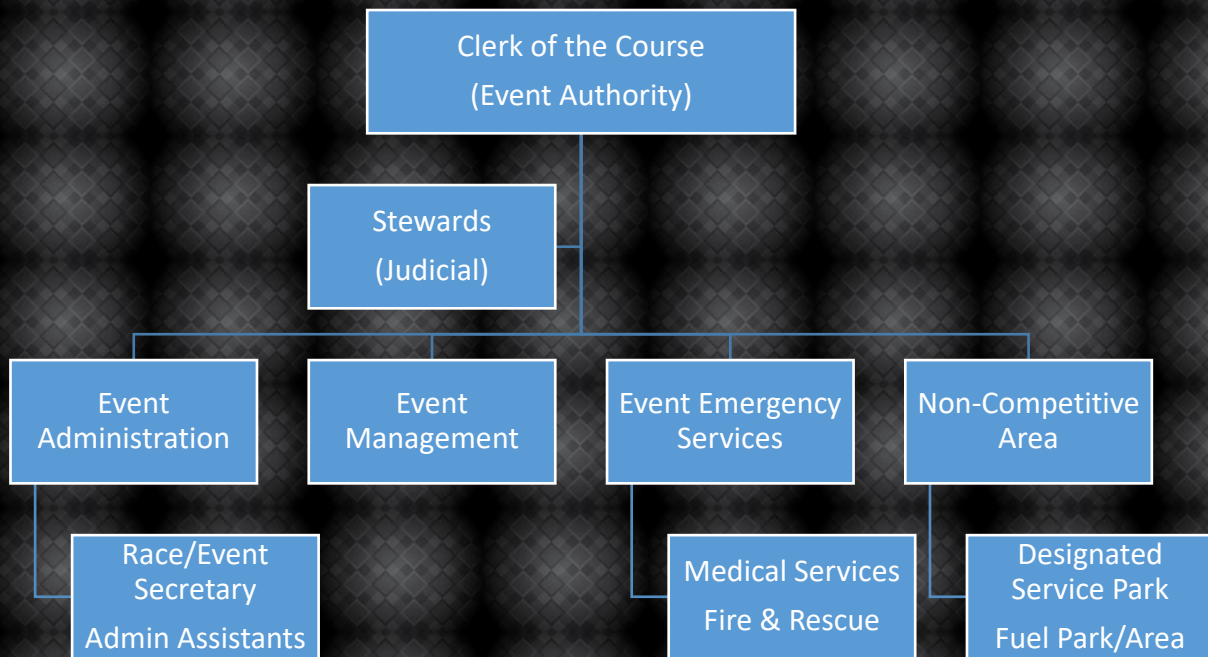 Clerk of the Course
(Event Authority)
Stewards
(Judicial)
Event
Administration
Event
Management
Event Emergency
Services
Non-Competitive
Area
Race/Event
Secretary
Admin Assistants
Medical Services
Fire & Rescue
Designated
Service Park
Fuel Park/Area